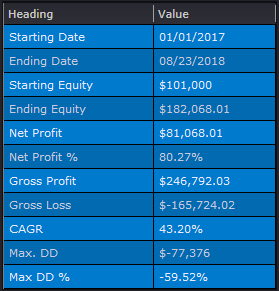 Heading Value
Starting Date 01/01/2017
Ending Date 08/23/2018
Starting Equity $101,000
Ending Equity $182,068.01
Net Profit $81,068.01
Net Profit % 80.27%
Gross Profit $246,792.03
Gross Loss $-165,724.02
CAGR 43.20%
Max. DD $-77,376
Max DD % -59.52%